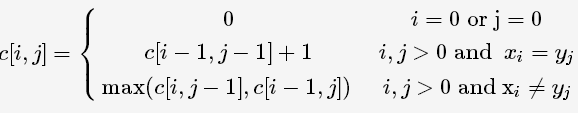 0 i = 0 or j = 0
c[i, j] = { c[i − 1, j − 1] + 1 i, j > 0 and x_i = y_j
max(c[i, j − 1], c[i − 1, j]) i, j > 0 and x_i ≠ y_j